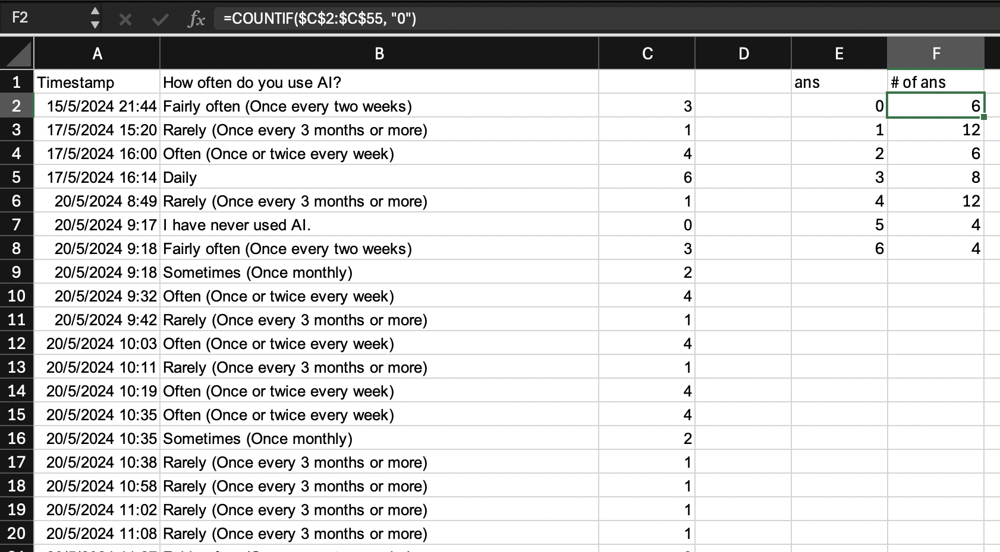 F2 fx =COUNTIF($C$2:$C$55, "0")
A B C D E F
1 Timestamp How often do you use AI? ans # of ans
2 15/5/2024 21:44 Fairly often (Once every two weeks) 3 0 6
3 17/5/2024 15:20 Rarely (Once every 3 months or more) 1 1 12
4 17/5/2024 16:00 Often (Once or twice every week) 4 2 6
5 17/5/2024 16:14 Daily 6 3 8
6 20/5/2024 8:49 Rarely (Once every 3 months or more) 1 4 12
7 20/5/2024 9:17 I have never used AI. 0 5 4
8 20/5/2024 9:18 Fairly often (Once every two weeks) 3 6 4
9 20/5/2024 9:18 Sometimes (Once monthly) 2
10 20/5/2024 9:32 Often (Once or twice every week) 4
11 20/5/2024 9:42 Rarely (Once every 3 months or more) 1
12 20/5/2024 10:03 Often (Once or twice every week) 4
13 20/5/2024 10:11 Rarely (Once every 3 months or more) 1
14 20/5/2024 10:19 Often (Once or twice every week) 4
15 20/5/2024 10:35 Often (Once or twice every week) 4
16 20/5/2024 10:35 Sometimes (Once monthly) 2
17 20/5/2024 10:38 Rarely (Once every 3 months or more) 1
18 20/5/2024 10:58 Rarely (Once every 3 months or more) 1
19 20/5/2024 11:02 Rarely (Once every 3 months or more) 1
20 20/5/2024 11:08 Rarely (Once every 3 months or more) 1